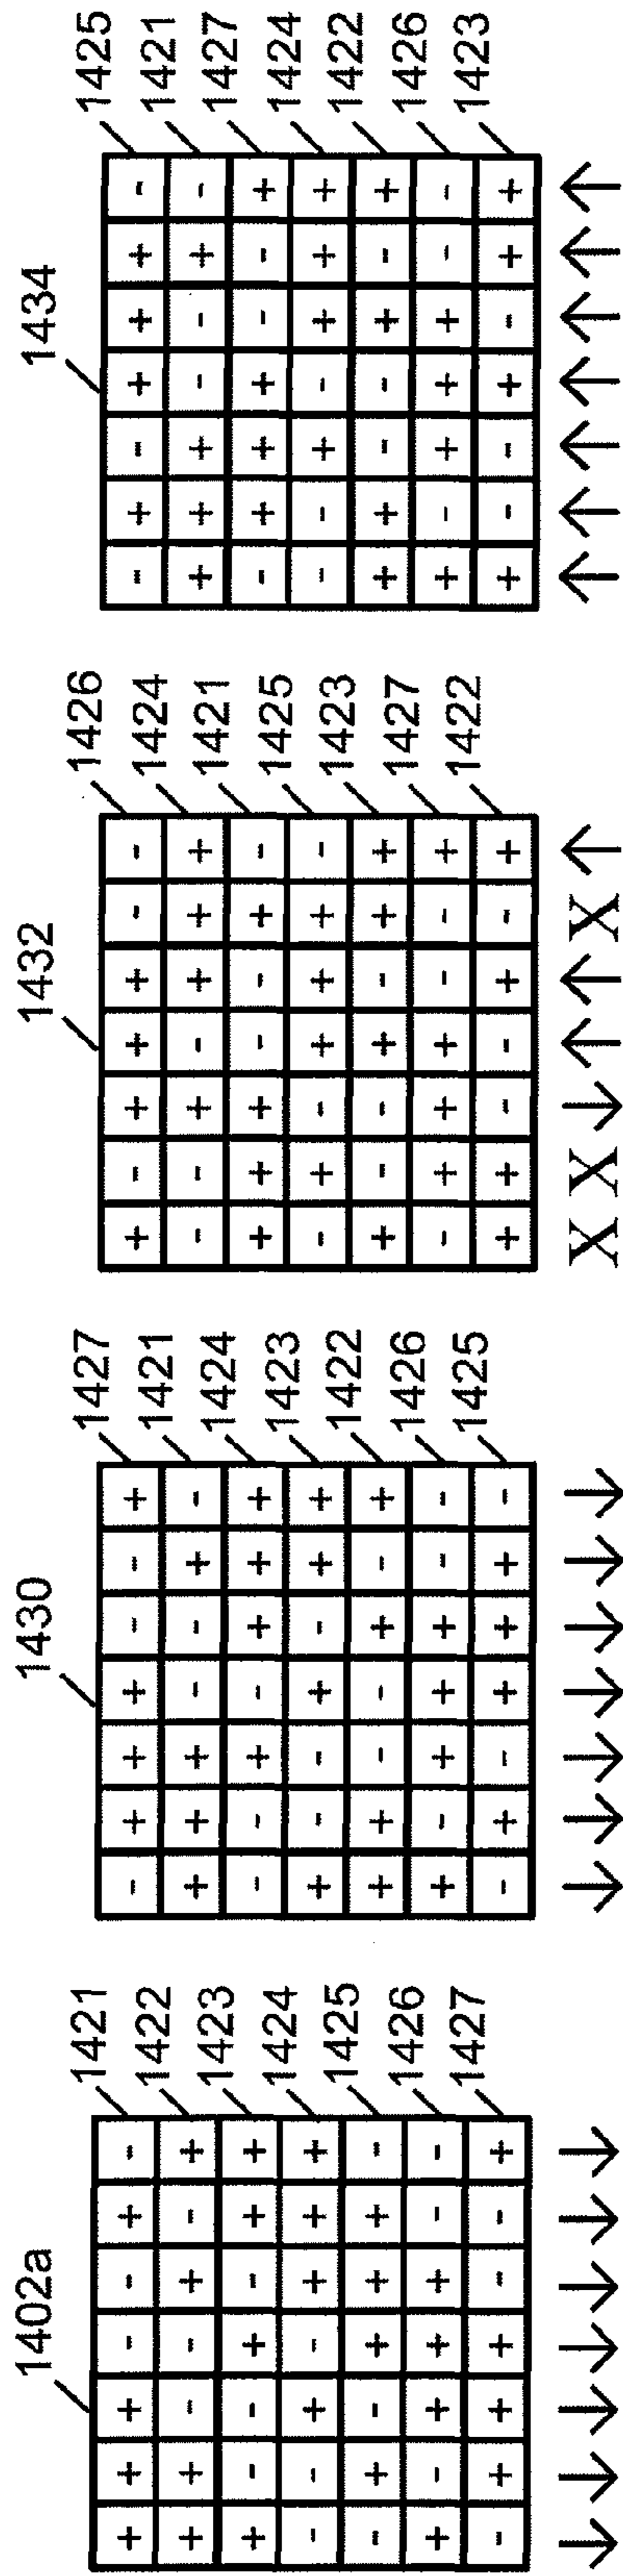 1402a
+ + + - - + - 1421
+ + - - + - + 1422
+ - - + - + + 1423
- - + - + + + 1424
- + - + + + - 1425
+ - + + + - - 1426
- + + + - - + 1427
↓ ↓ ↓ ↓ ↓ ↓ ↓
1430
- + + + - - + 1427
+ + + - - + - 1421
- - + - + + + 1424
+ - - + - + + 1423
+ + - - + - + 1422
+ - + + + - - 1426
- + - + + + - 1425
↓ ↓ ↓ ↓ ↓ ↓ ↓
1432
+ - + + + - - 1426
- - + - + + + 1424
+ + + - - + - 1421
- + - + + + - 1425
+ - - + - + + 1423
- + + + - - + 1427
+ + - - + - + 1422
X X ↓ ↑ ↑ X ↑
1434
- + - + + + - 1425
+ + + - - + - 1421
- + + + - - + 1427
- - + - + + + 1424
+ + - - + - + 1422
+ - + + + - - 1426
+ - - + - + + 1423
↑ ↑ ↑ ↑ ↑ ↑ ↑